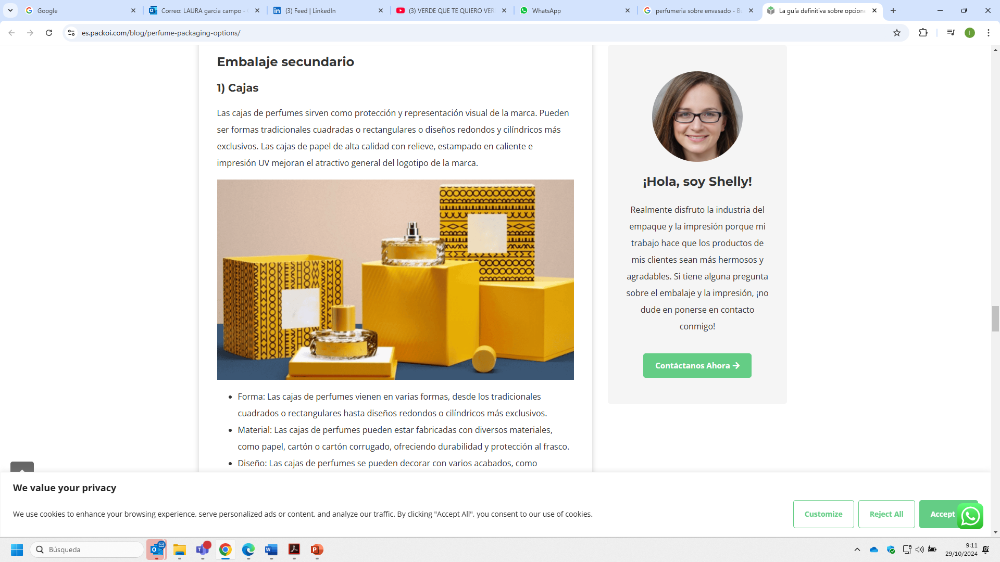 Google
Correo: LAURA garcia campo -
(3) Feed | LinkedIn
(3) VERDE QUE TE QUIERO VER
WhatsApp
perfumeria sobre envasado - B
La guía definitiva sobre opcione
es.packoi.com/blog/perfume-packaging-options/
I
Embalaje secundario
1) Cajas
Las cajas de perfumes sirven como protección y representación visual de la marca. Pueden
ser formas tradicionales cuadradas o rectangulares o diseños redondos y cilíndricos más
exclusivos. Las cajas de papel de alta calidad con relieve, estampado en caliente e
impresión UV mejoran el atractivo general del logotipo de la marca.
• Forma: Las cajas de perfumes vienen en varias formas, desde los tradicionales
cuadrados o rectangulares hasta diseños redondos o cilíndricos más exclusivos.
• Material: Las cajas de perfumes pueden estar fabricadas con diversos materiales,
como papel, cartón o cartón corrugado, ofreciendo durabilidad y protección al frasco.
• Diseño: Las cajas de perfumes se pueden decorar con varios acabados, como
¡Hola, soy Shelly!
Realmente disfruto la industria del
empaque y la impresión porque mi
trabajo hace que los productos de
mis clientes sean más hermosos y
agradables. Si tiene alguna pregunta
sobre el embalaje y la impresión, ¡no
dude en ponerse en contacto
conmigo!
Contáctanos Ahora →
We value your privacy
We use cookies to enhance your browsing experience, serve personalized ads or content, and analyze our traffic. By clicking "Accept All", you consent to our use of cookies.
Customize
Reject All
Accept
Búsqueda
9:11
29/10/2024